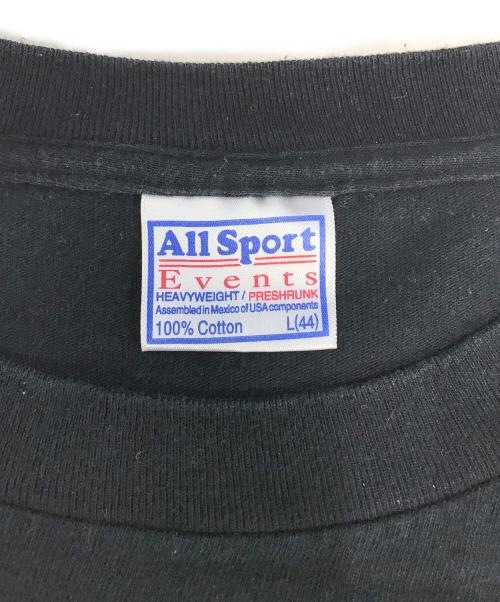 All Sport
Events
HEAVYWEIGHT / PRESHRUNK
Assembled in Mexico of USA components
100% Cotton L(44)